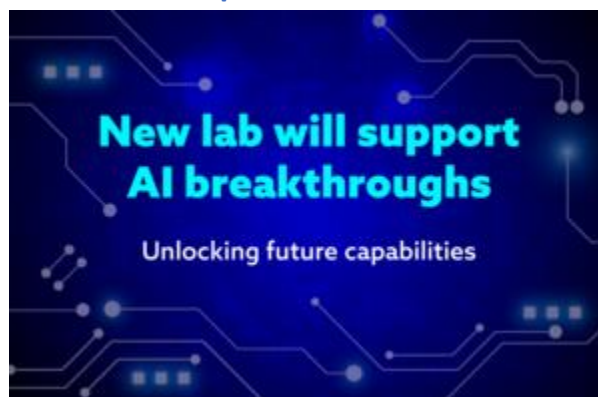 New lab will support
AI breakthroughs
Unlocking future capabilities